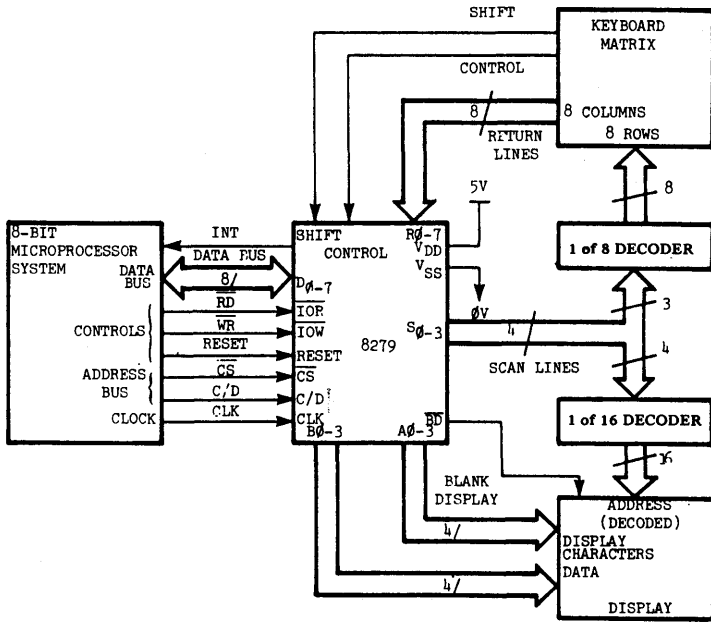 SHIFT
KEYBOARD
MATRIX
CONTROL
8
8 COLUMNS
8 ROWS
RETURN
LINES
8
5V
8-BIT
MICROPROCESSOR
SYSTEM
INT
SHIFT
RØ-7
VDD
1 of 8 DECODER
DATA BUS
CONTROL
VSS
DATA
BUS
8/
DØ-7
3
RD
IOR
ØV
CONTROLS
WR
IOW
8279
SØ-3
4
SCAN LINES
4
RESET
RESET
ADDRESS
BUS
CS
CS
C/D
C/D
1 of 16 DECODER
CLOCK
CLK
CLK
BD
BØ-3
AØ-3
16
BLANK
DISPLAY
ADDRESS
(DECODED)
4/
DISPLAY
CHARACTERS
DATA
4/
DISPLAY